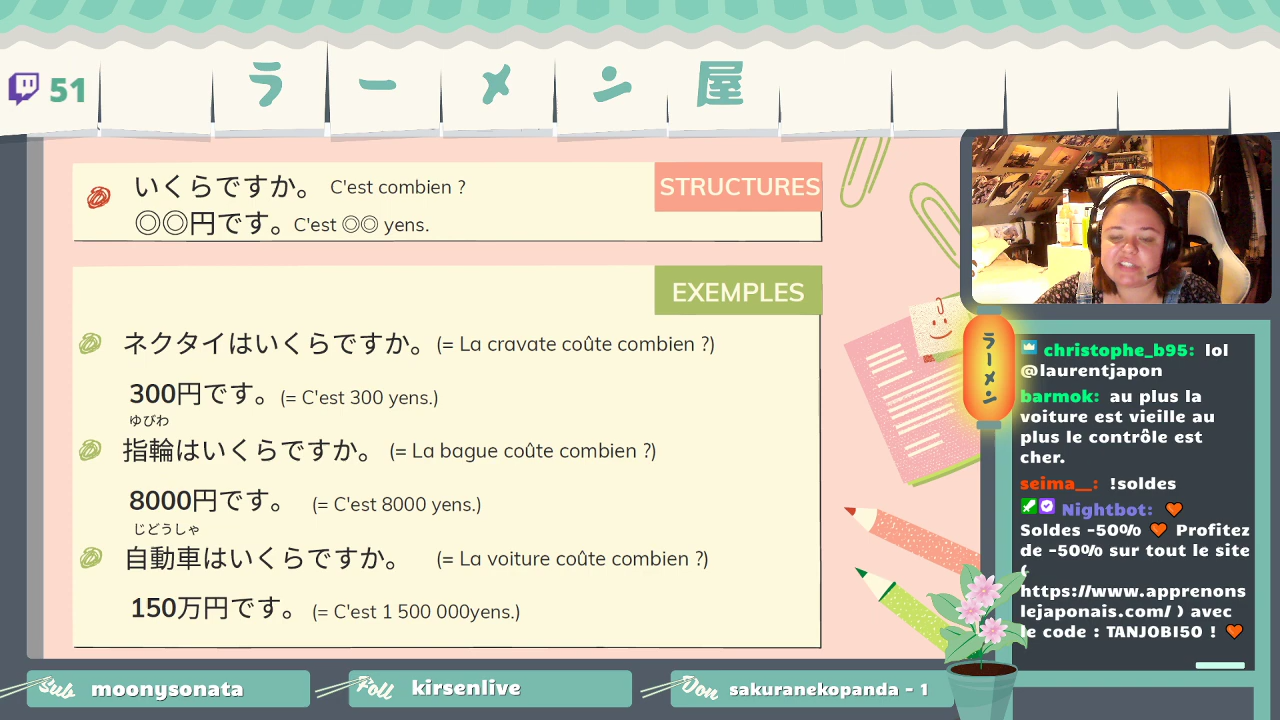 51
ラーメン屋
STRUCTURES
いくらですか。 C'est combien ?
◎◎円です。C'est ◎◎ yens.
EXEMPLES
ネクタイはいくらですか。(= La cravate coûte combien ?)
300円です。(= C'est 300 yens.)
ゆびわ
指輪はいくらですか。 (= La bague coûte combien ?)
8000円です。 (= C'est 8000 yens.)
じどうしゃ
自動車はいくらですか。 (= La voiture coûte combien ?)
150万円です。 (= C'est 1 500 000yens.)
ラーメン
christophe_b95: lol
@laurentjapon
barmok: au plus la
voiture est vieille au
plus le contrôle est
cher.
seima__: !soldes
Nightbot: 🧡
Soldes -50% 🧡 Profitez
de -50% sur tout le site
(
https://www.apprenons
lejaponais.com/ ) avec
le code : TANJOBI50 ! 🧡
Sub moonysonata
Foll kirsenlive
Don sakuranekopanda - 1